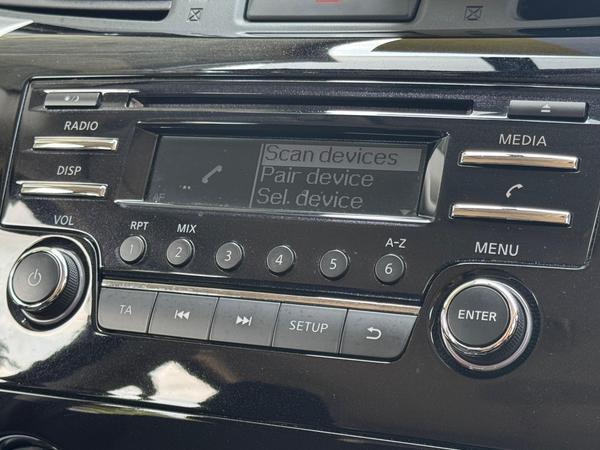 RADIO
DISP
VOL
Scan devices
Pair device
Sel. device
AF
MEDIA
MENU
RPT
MIX
A-Z
1
2
3
4
5
6
TA
SETUP
ENTER